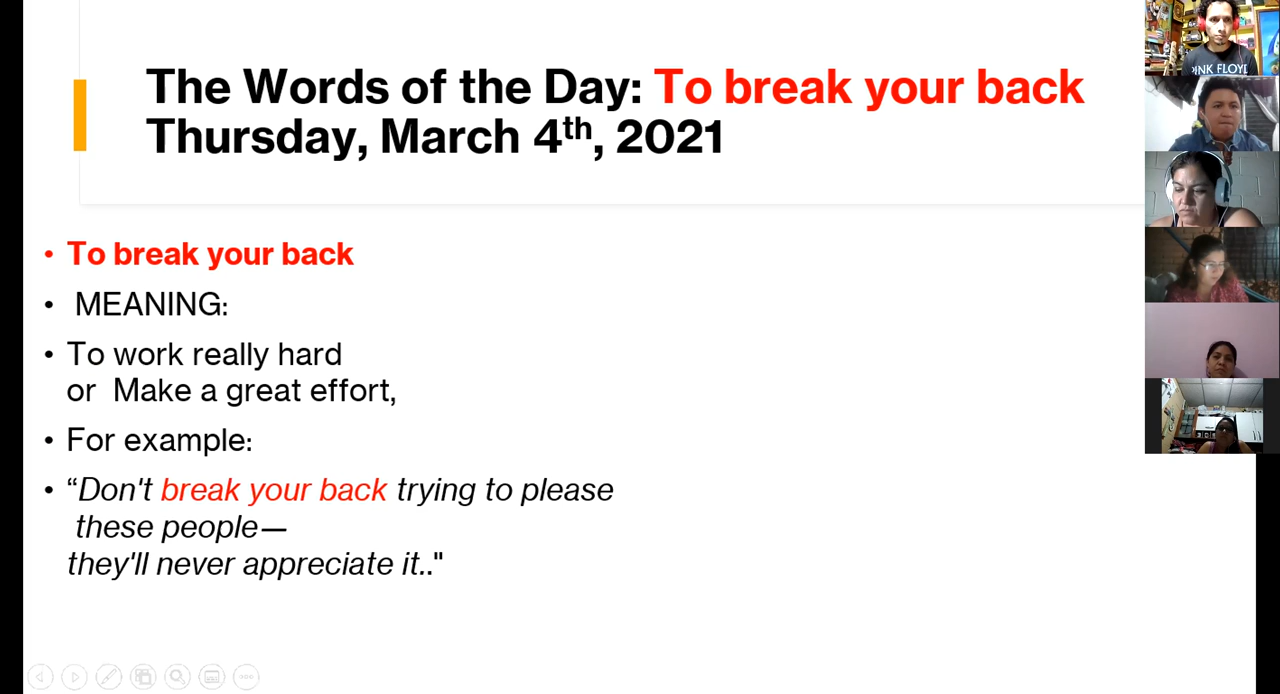 The Words of the Day: To break your back
Thursday, March 4th, 2021
• To break your back
• MEANING:
• To work really hard
or Make a great effort,
• For example:
• “Don't break your back trying to please
these people—
they'll never appreciate it.."